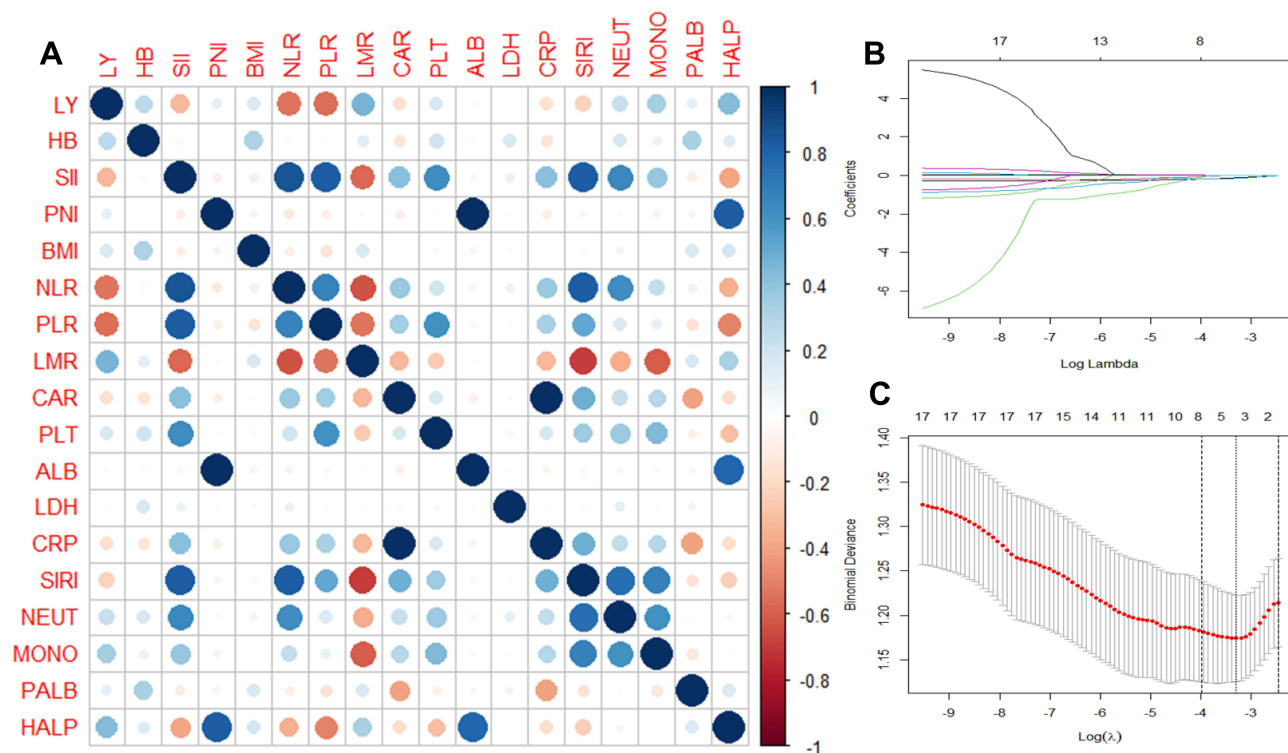 A
LY HB SII PNI BMI NLR PLR LMR CAR PLT ALB LDH CRP SIRI NEUT MONO PALB HALP
LY
HB
SII
PNI
BMI
NLR
PLR
LMR
CAR
PLT
ALB
LDH
CRP
SIRI
NEUT
MONO
PALB
HALP
1
0.8
0.6
0.4
0.2
0
-0.2
-0.4
-0.6
-0.8
-1
B
17 13 8
4
2
0
-2
-4
-6
Coefficients
-9 -8 -7 -6 -5 -4 -3
Log Lambda
C
17 17 17 17 17 15 14 11 11 10 8 5 3 2
1.40
1.35
1.30
1.25
1.20
1.15
Binomial Deviance
-9 -8 -7 -6 -5 -4 -3
Log(λ)